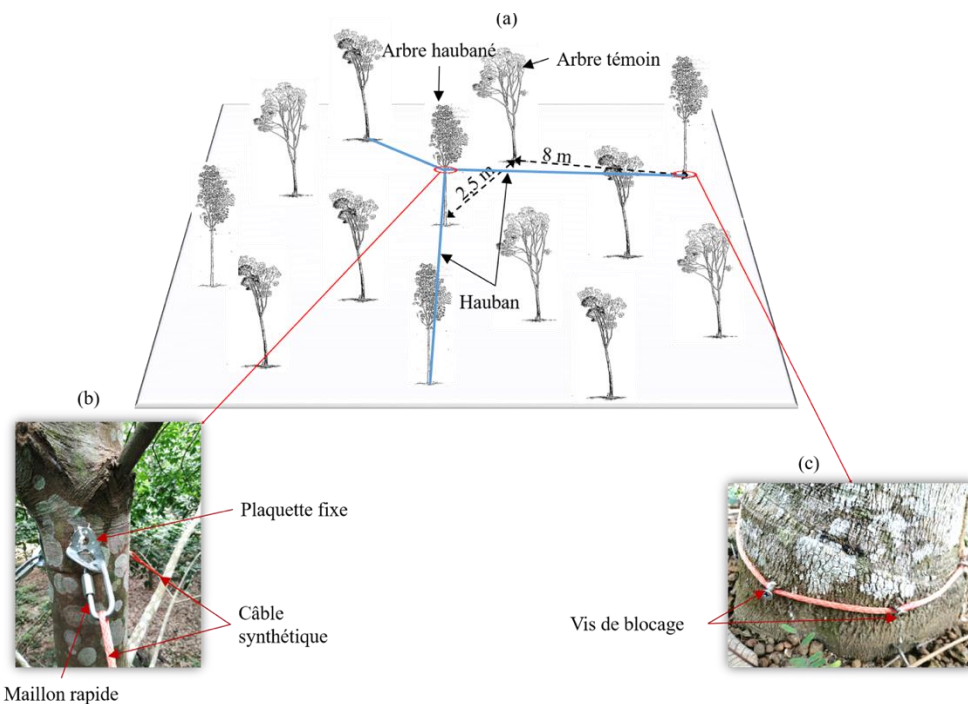 (a)
Arbre haubané
Arbre témoin
8 m
2,5 m
Hauban
(b)
Plaquette fixe
Câble
synthétique
Maillon rapide
(c)
Vis de blocage